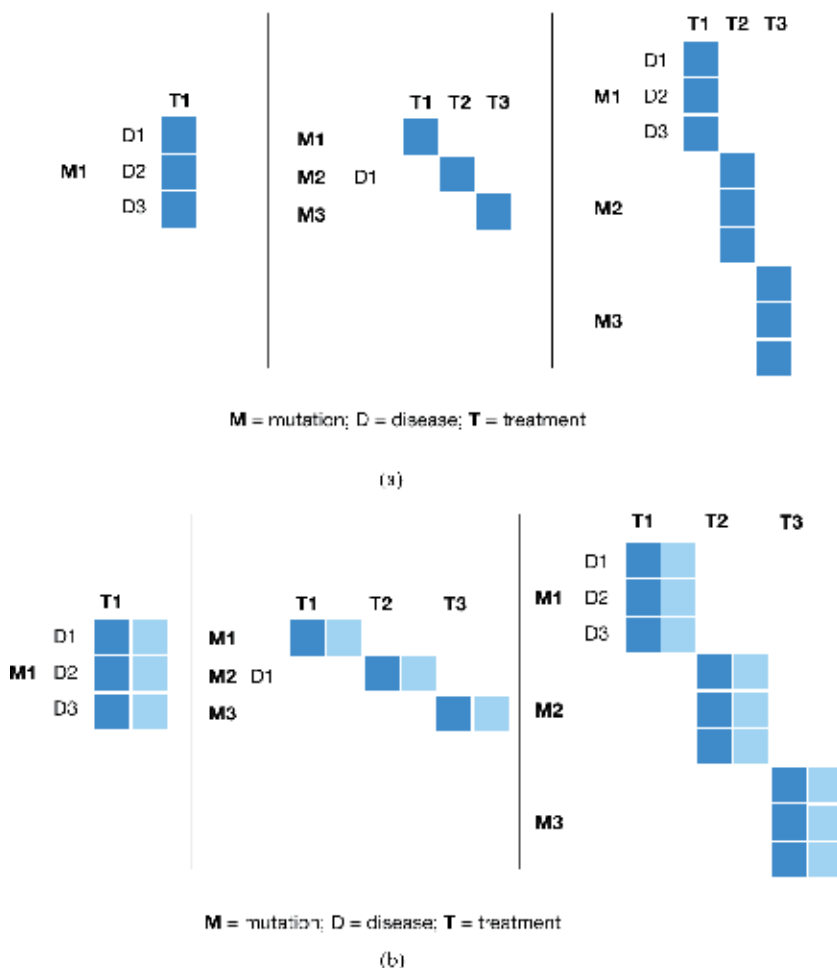 T1
D1
M1 D2
D3
T1 T2 T3
M1
M2 D1
M3
T1 T2 T3
D1
M1 D2
D3
M2
M3
M = mutation; D = disease; T = treatment
(a)
T1
D1
M1 D2
D3
T1 T2 T3
M1
M2 D1
M3
T1 T2 T3
D1
M1 D2
D3
M2
M3
M = mutation; D = disease; T = treatment
(b)